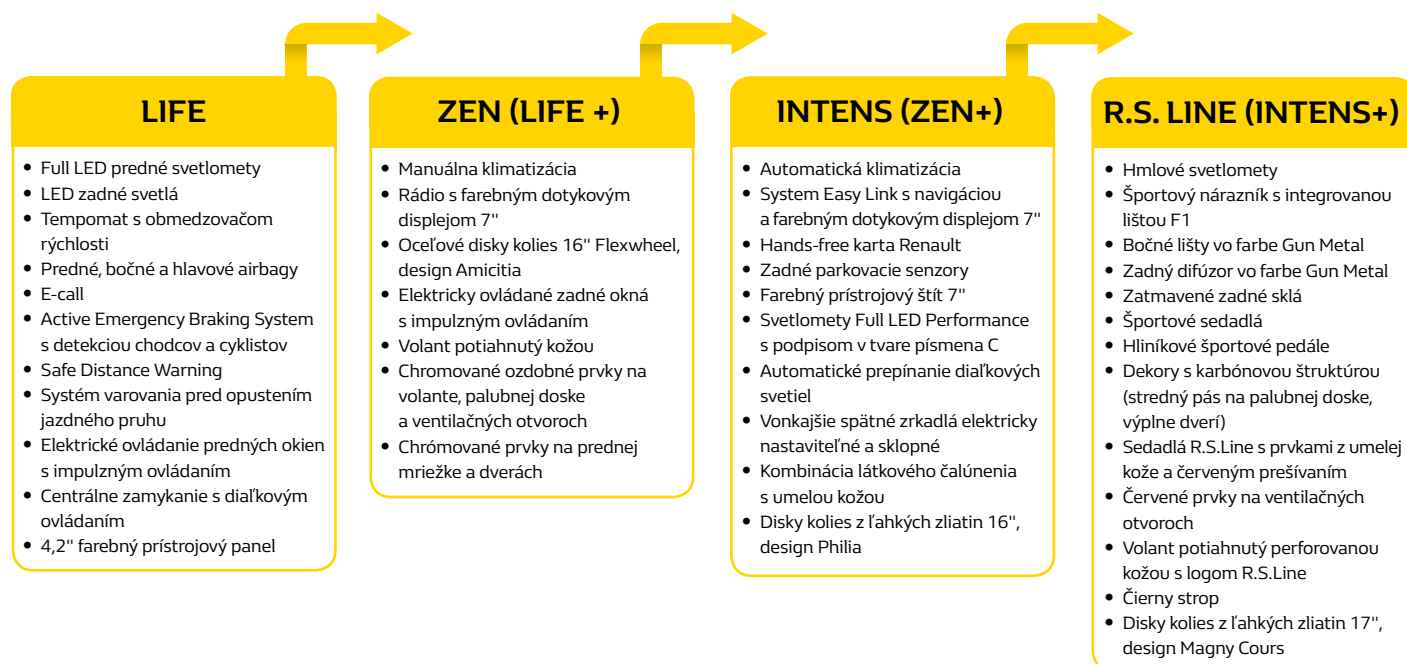 LIFE
• Full LED predné svetlomety
• LED zadné svetlá
• Tempomat s obmedzovačom
rýchlosti
• Predné, bočné a hlavové airbagy
• E-call
• Active Emergency Braking System
s detekciou chodcov a cyklistov
• Safe Distance Warning
• Systém varovania pred opustením
jazdného pruhu
• Elektrické ovládanie predných okien
s impulzným ovládaním
• Centrálne zamykanie s diaľkovým
ovládaním
• 4,2" farebný prístrojový panel
ZEN (LIFE +)
• Manuálna klimatizácia
• Rádio s farebným dotykovým
displejom 7"
• Oceľové disky kolies 16" Flexwheel,
design Amicitia
• Elektricky ovládané zadné okná
s impulzným ovládaním
• Volant potiahnutý kožou
• Chromované ozdobné prvky na
volante, palubnej doske
a ventilačných otvoroch
• Chrómované prvky na prednej
mriežke a dverách
INTENS (ZEN+)
• Automatická klimatizácia
• System Easy Link s navigáciou
a farebným dotykovým displejom 7"
• Hands-free karta Renault
• Zadné parkovacie senzory
• Farebný prístrojový štít 7"
• Svetlomety Full LED Performance
s podpisom v tvare písmena C
• Automatické prepínanie diaľkových
svetiel
• Vonkajšie spätné zrkadlá elektricky
nastaviteľné a sklopné
• Kombinácia látkového čalúnenia
s umelou kožou
• Disky kolies z ľahkých zliatin 16",
design Philia
R.S. LINE (INTENS+)
• Hmlové svetlomety
• Športový nárazník s integrovanou
lištou F1
• Bočné lišty vo farbe Gun Metal
• Zadný difúzor vo farbe Gun Metal
• Zatmavené zadné sklá
• Športové sedadlá
• Hliníkové športové pedále
• Dekory s karbónovou štruktúrou
(stredný pás na palubnej doske,
výplne dverí)
• Sedadlá R.S.Line s prvkami z umelej
kože a červeným prešívaním
• Červené prvky na ventilačných
otvoroch
• Volant potiahnutý perforovanou
kožou s logom R.S.Line
• Čierny strop
• Disky kolies z ľahkých zliatin 17",
design Magny Cours